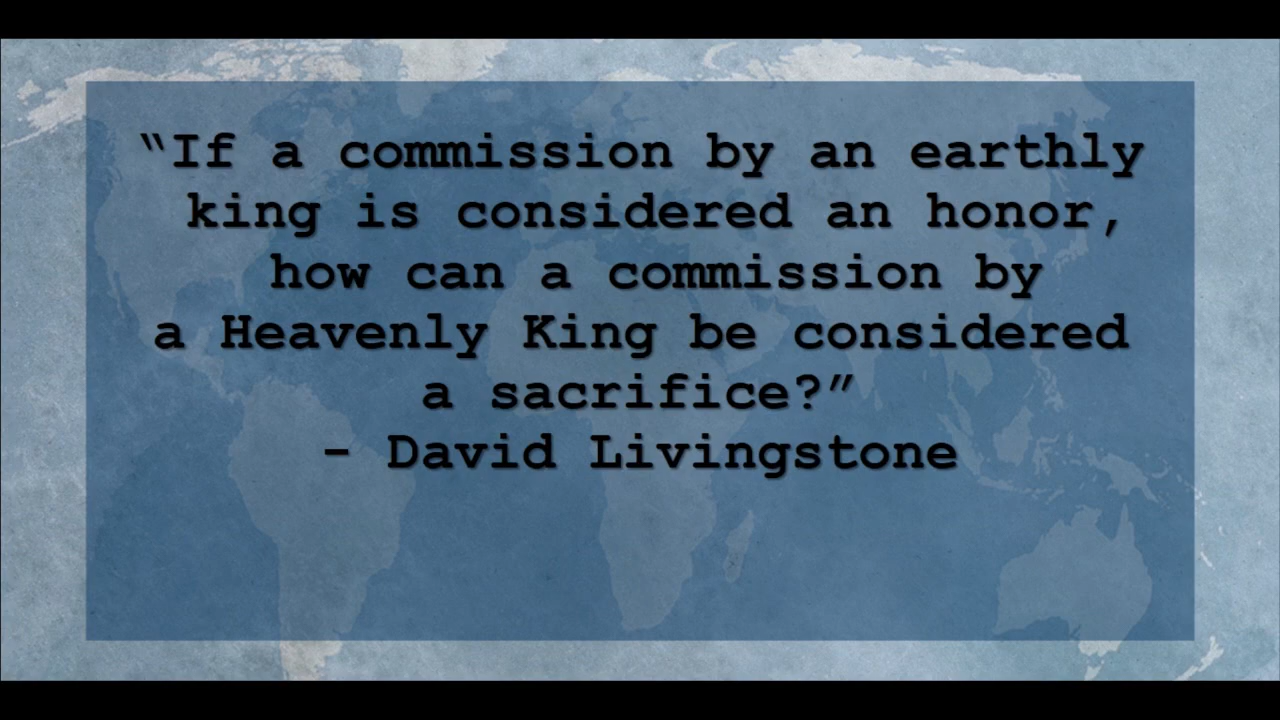 “If a commission by an earthly
king is considered an honor,
how can a commission by
a Heavenly King be considered
a sacrifice?”
- David Livingstone